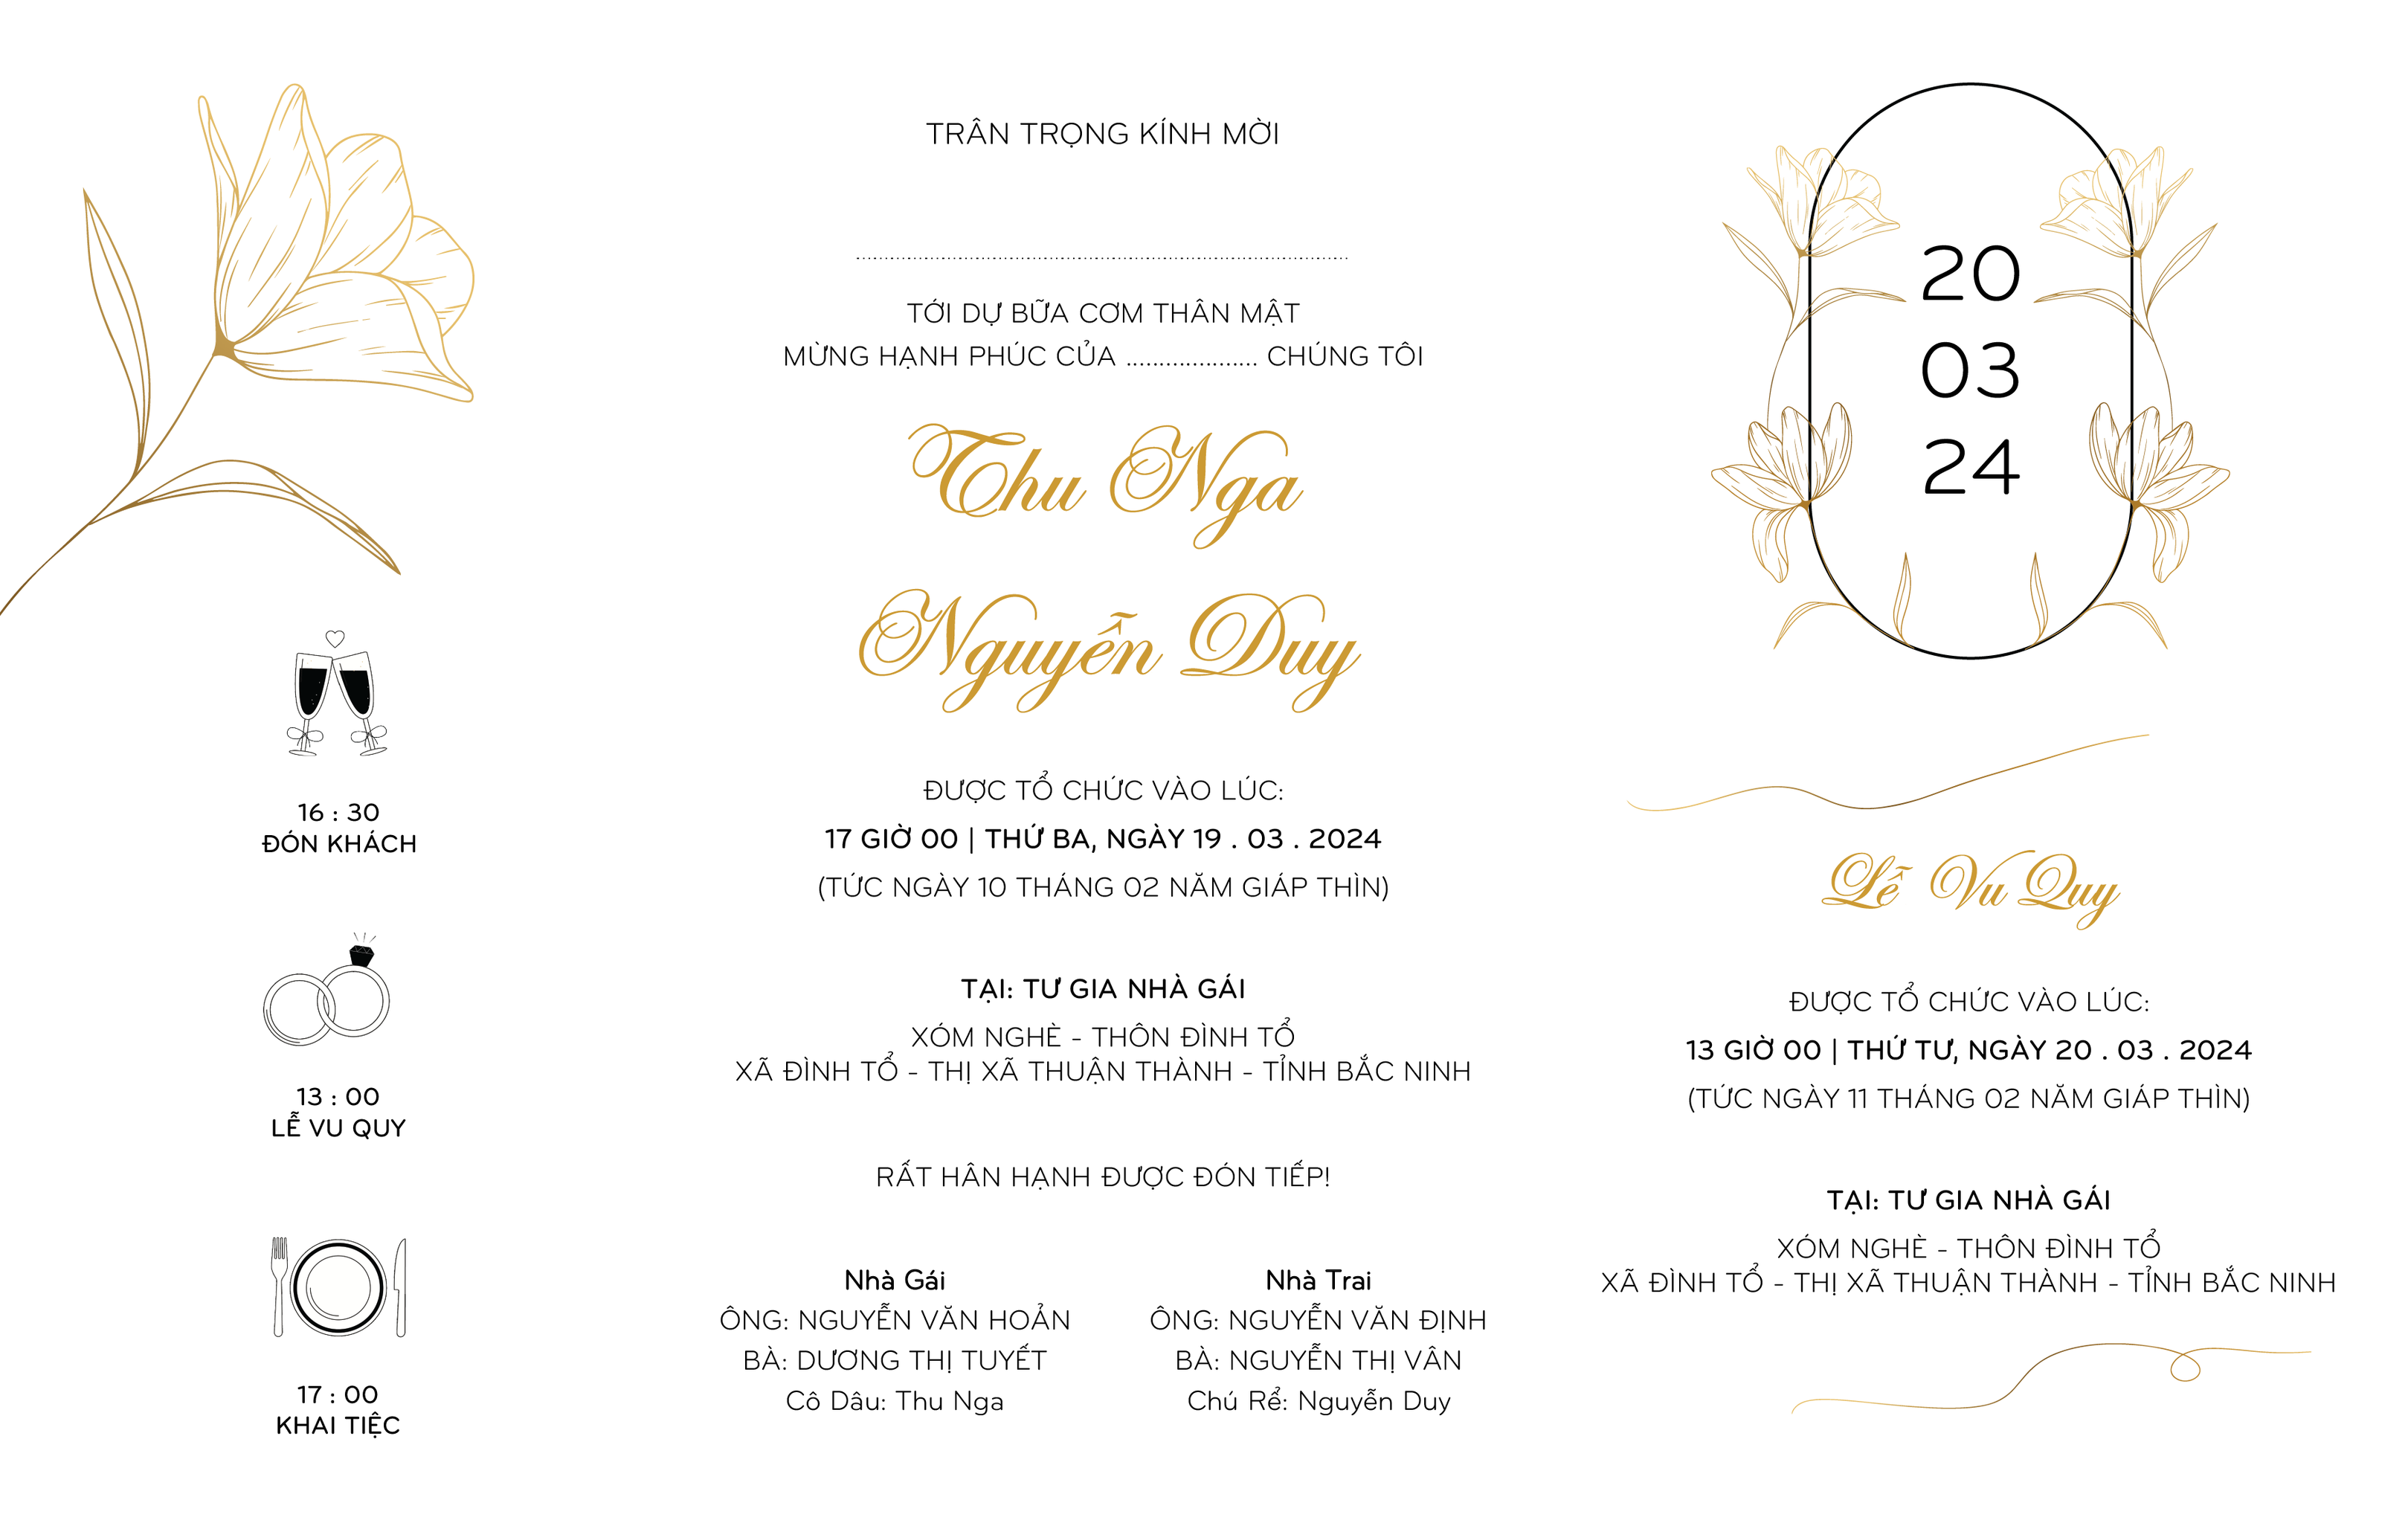 16 : 30
ĐÓN KHÁCH
13 : 00
LỄ VU QUY
17 : 00
KHAI TIỆC
TRÂN TRỌNG KÍNH MỜI
TỚI DỰ BỮA CƠM THÂN MẬT
MỪNG HẠNH PHÚC CỦA .................... CHÚNG TÔI
Thu Nga
Nguyễn Duy
ĐƯỢC TỔ CHỨC VÀO LÚC:
17 GIỜ 00 | THỨ BA, NGÀY 19 . 03 . 2024
(TỨC NGÀY 10 THÁNG 02 NĂM GIÁP THÌN)
TẠI: TƯ GIA NHÀ GÁI
XÓM NGHÈ - THÔN ĐÌNH TỔ
XÃ ĐÌNH TỔ - THỊ XÃ THUẬN THÀNH - TỈNH BẮC NINH
RẤT HÂN HẠNH ĐƯỢC ĐÓN TIẾP!
Nhà Gái
ÔNG: NGUYỄN VĂN HOẢN
BÀ: DƯƠNG THỊ TUYẾT
Cô Dâu: Thu Nga
Nhà Trai
ÔNG: NGUYỄN VĂN ĐỊNH
BÀ: NGUYỄN THỊ VÂN
Chú Rể: Nguyễn Duy
20
03
24
Lễ Vu Quy
ĐƯỢC TỔ CHỨC VÀO LÚC:
13 GIỜ 00 | THỨ TƯ, NGÀY 20 . 03 . 2024
(TỨC NGÀY 11 THÁNG 02 NĂM GIÁP THÌN)
TẠI: TƯ GIA NHÀ GÁI
XÓM NGHÈ - THÔN ĐÌNH TỔ
XÃ ĐÌNH TỔ - THỊ XÃ THUẬN THÀNH - TỈNH BẮC NINH